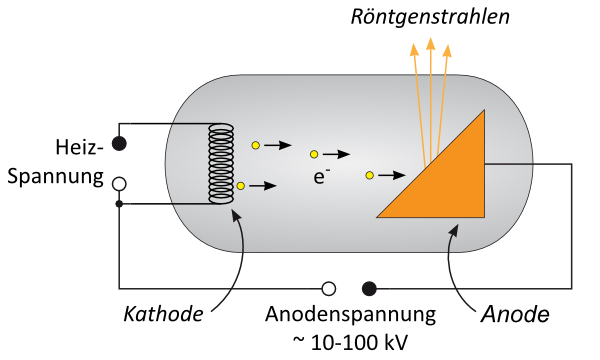 Röntgenstrahlen
Heiz-
Spannung
e⁻
Kathode
Anodenspannung
~ 10-100 kV
Anode